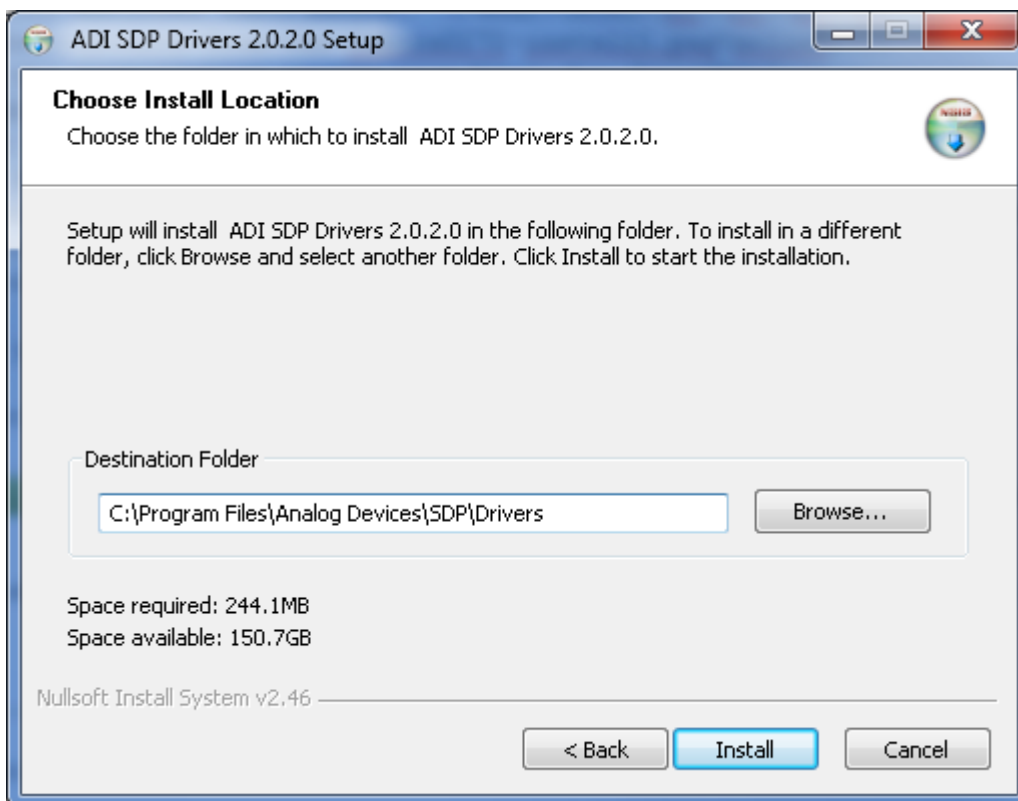 ADI SDP Drivers 2.0.2.0 Setup
Choose Install Location
Choose the folder in which to install ADI SDP Drivers 2.0.2.0.
Setup will install ADI SDP Drivers 2.0.2.0 in the following folder. To install in a different
folder, click Browse and select another folder. Click Install to start the installation.
Destination Folder
C:\Program Files\Analog Devices\SDP\Drivers
Browse...
Space required: 244.1MB
Space available: 150.7GB
Nullsoft Install System v2.46
< Back
Install
Cancel